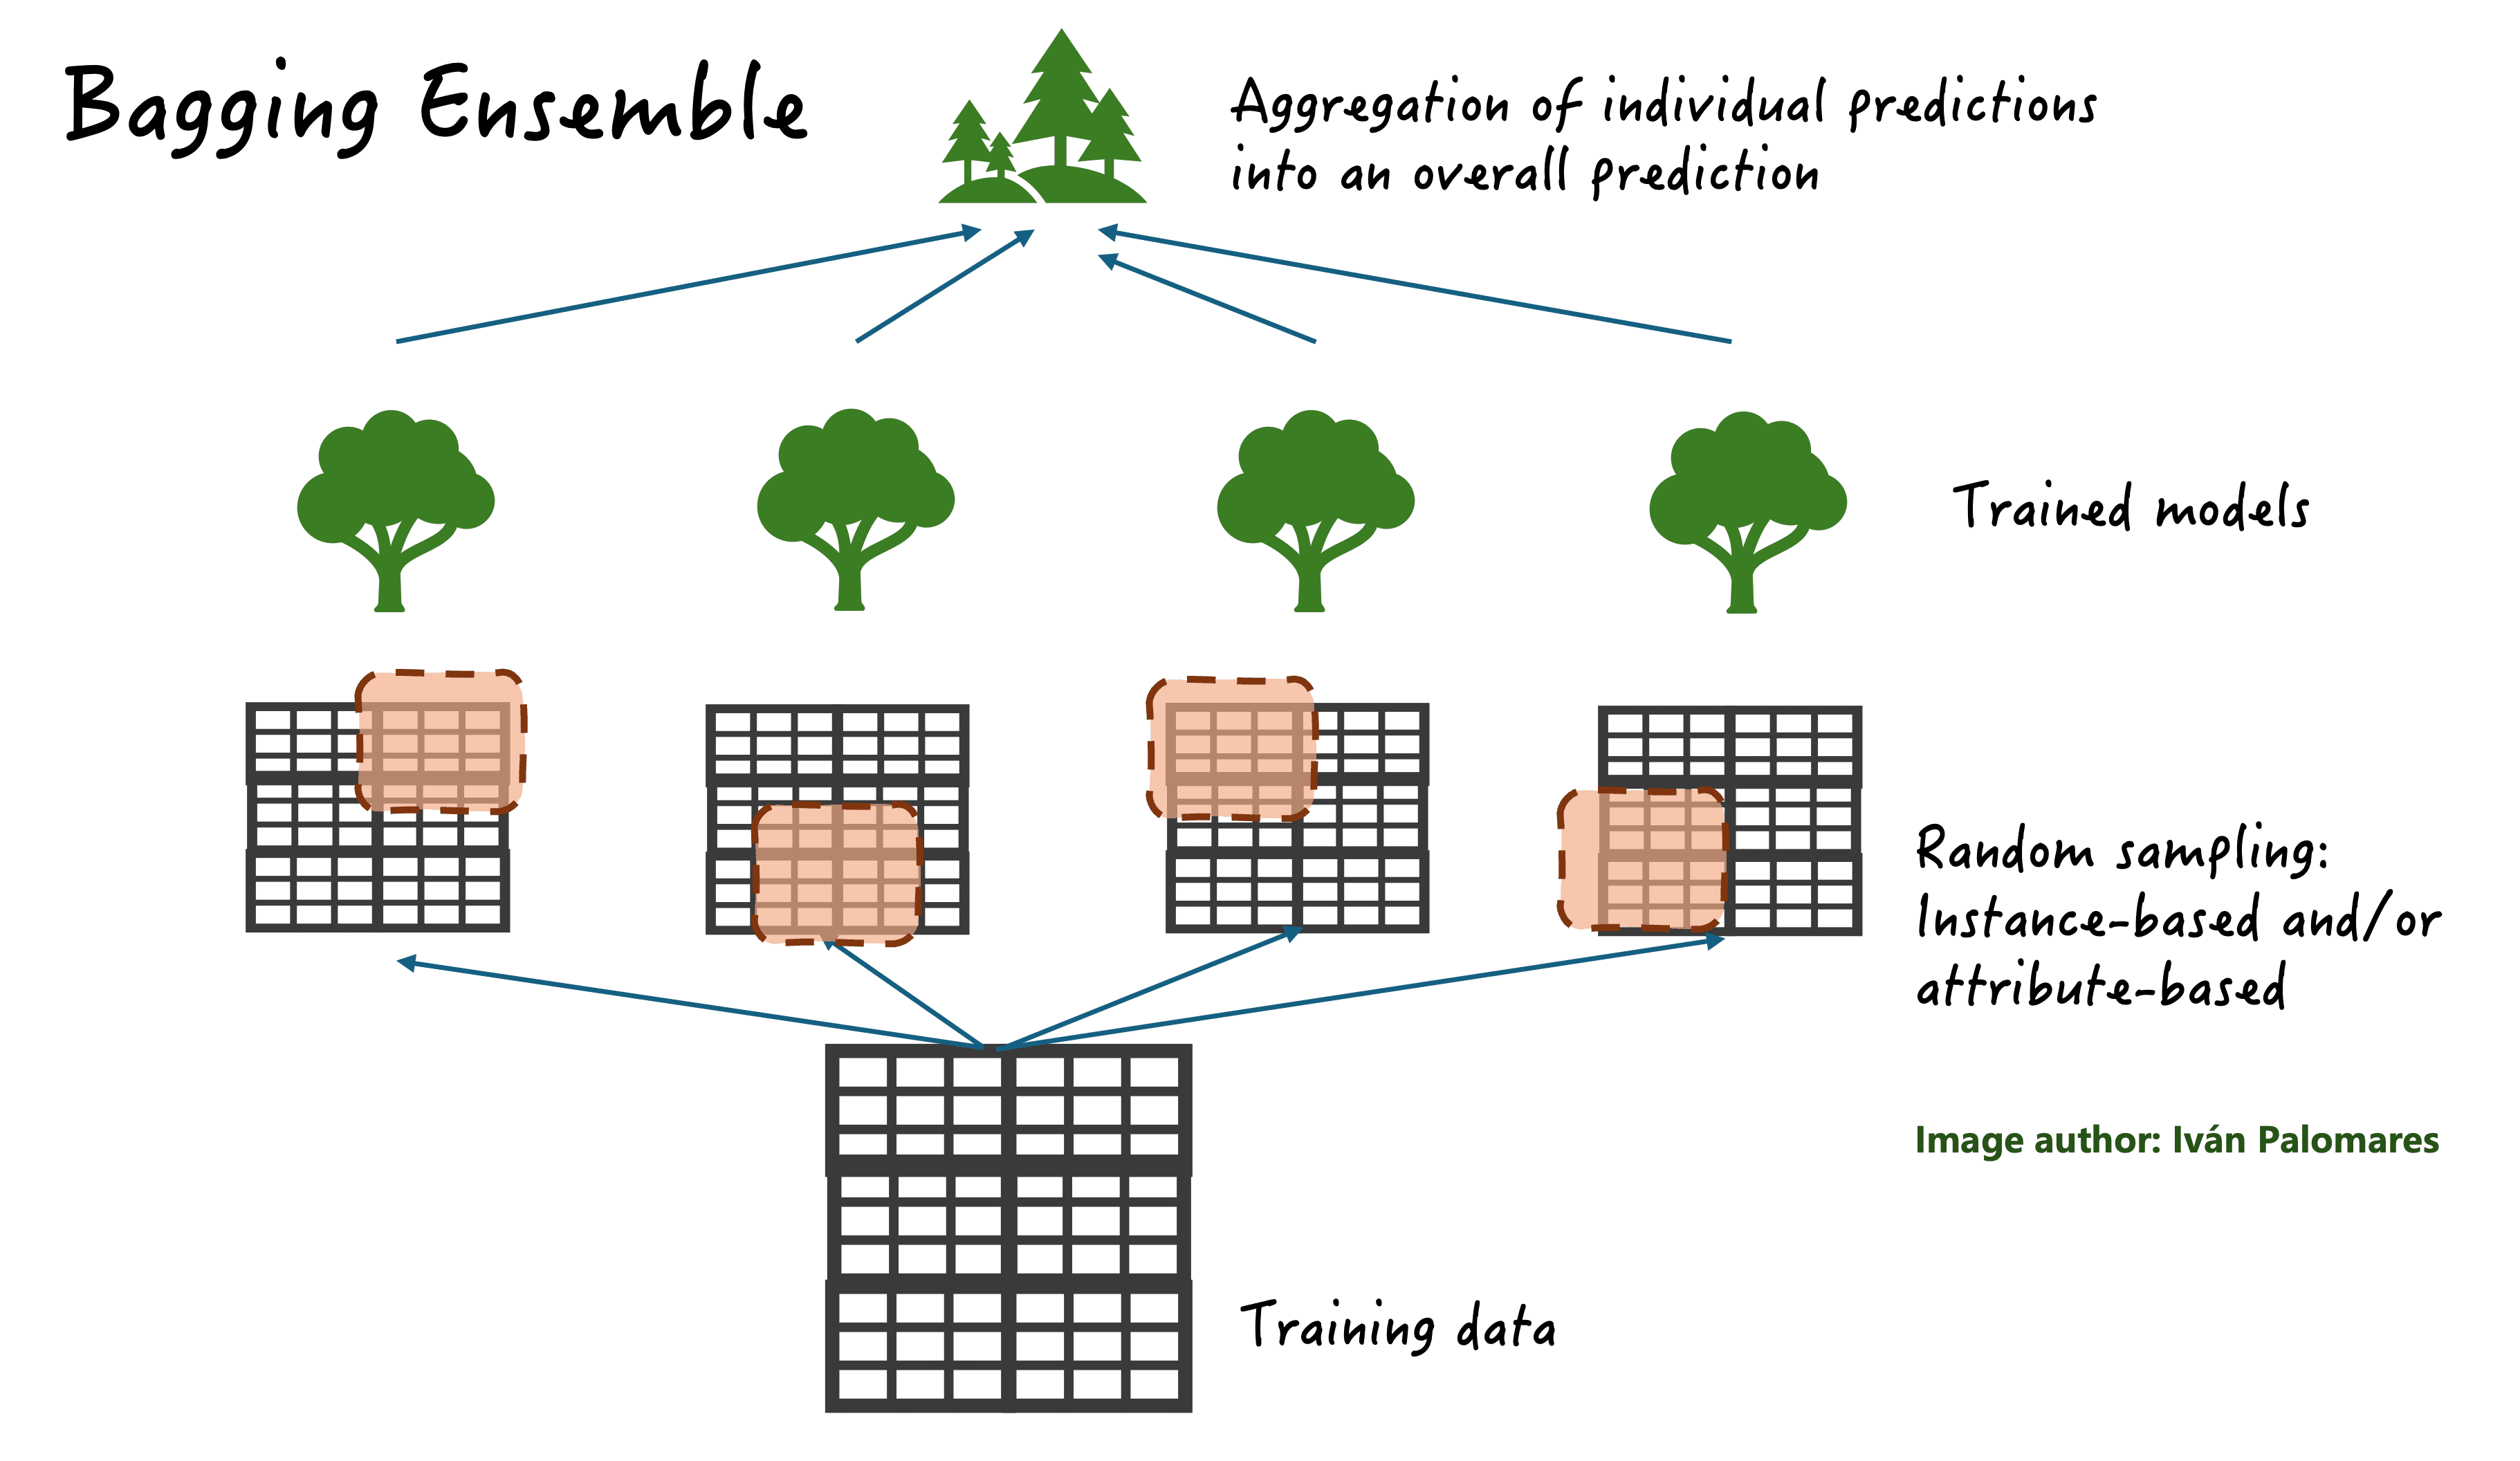 Bagging Ensemble
Aggregation of individual predictions
into an overall prediction
Trained models
Random sampling:
Instance-based and/or
attribute-based
Image author: Iván Palomares
Training data